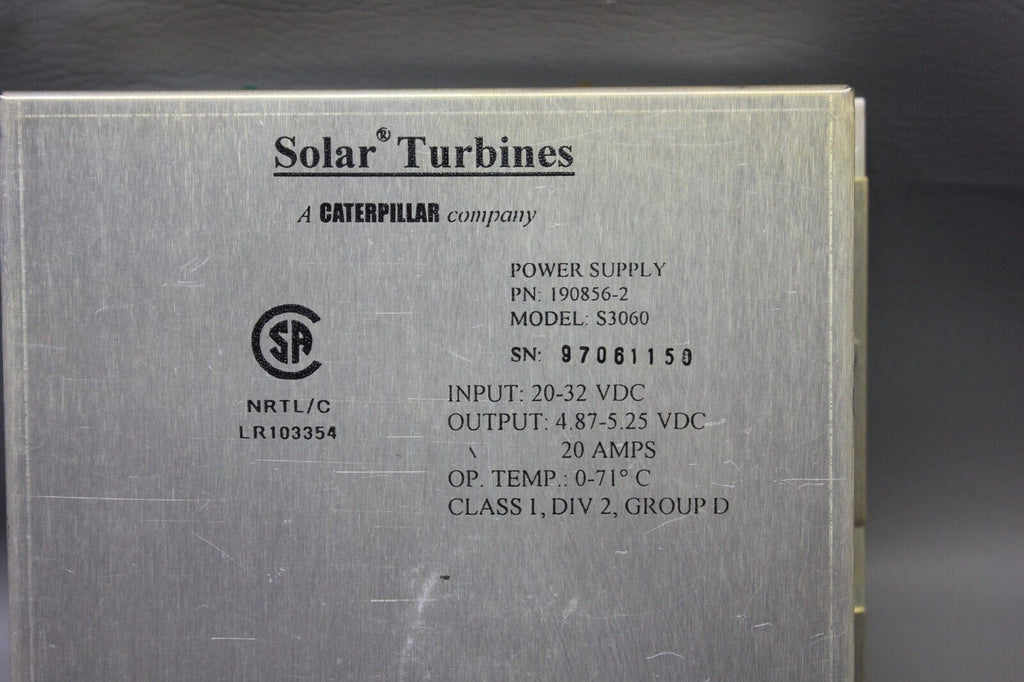 Solar® Turbines
A CATERPILLAR company
POWER SUPPLY
PN: 190856-2
MODEL: S3060
SN: 97061150
SA
NRTL/C
LR103354
INPUT: 20-32 VDC
OUTPUT: 4.87-5.25 VDC
20 AMPS
OP. TEMP.: 0-71° C
CLASS 1, DIV 2, GROUP D